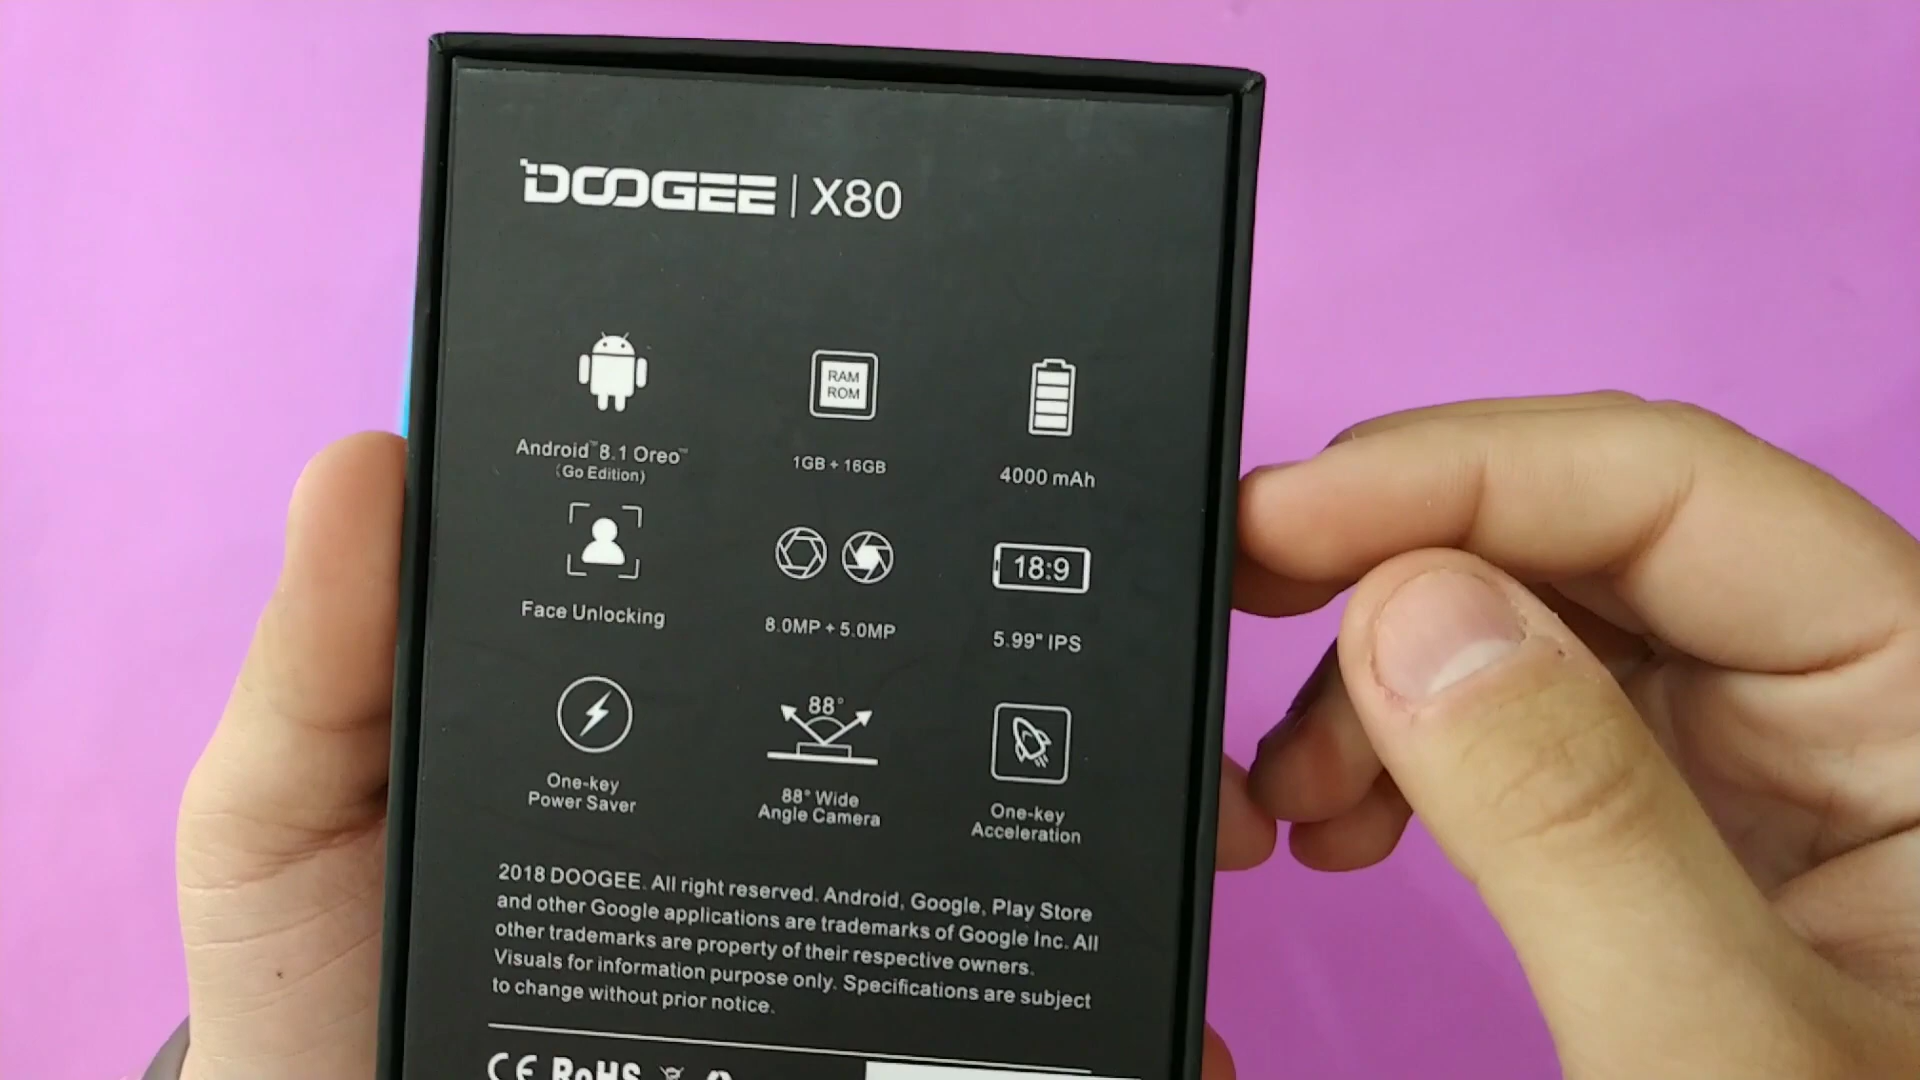 DOOGEE | X80
RAM
ROM
Android™ 8.1 Oreo™
(Go Edition)
1GB + 16GB
4000 mAh
18:9
Face Unlocking
8.0MP + 5.0MP
5.99" IPS
88°
One-key
Power Saver
88° Wide
Angle Camera
One-key
Acceleration
2018 DOOGEE. All right reserved. Android, Google, Play Store
and other Google applications are trademarks of Google Inc. All
other trademarks are property of their respective owners.
Visuals for information purpose only. Specifications are subject
to change without prior notice.
CE RoHS